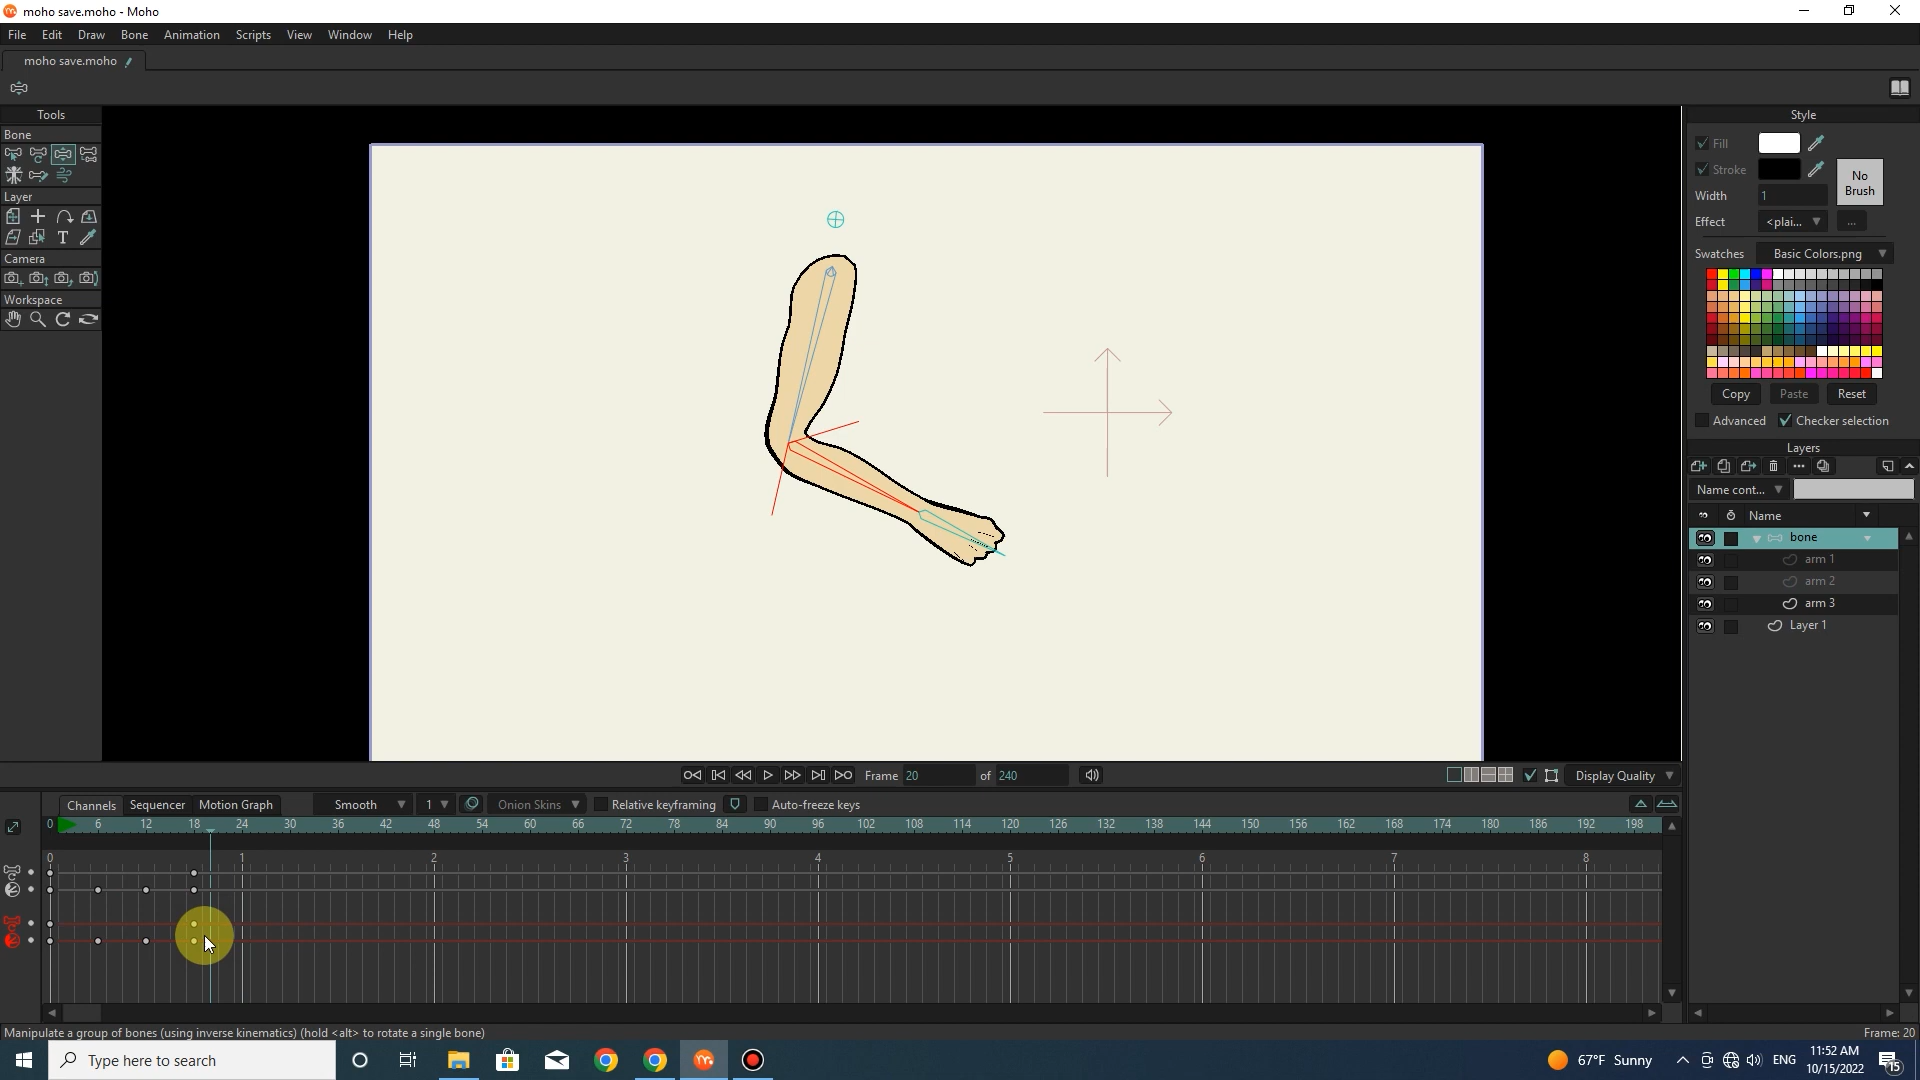 moho save.moho - Moho
File Edit Draw Bone Animation Scripts View Window Help
moho save.moho
Tools
Bone
Layer
T
Camera
Workspace
Style
Fill
Stroke
No Brush
Width 1
Effect <plai... ...
Swatches Basic Colors.png
Copy Paste Reset
Advanced Checker selection
Layers
Name cont...
Name
bone
arm 1
arm 2
arm 3
Layer 1
Frame 20 of 240 Display Quality
Channels Sequencer Motion Graph Smooth 1 Onion Skins Relative keyframing Auto-freeze keys
0 6 12 18 24 30 36 42 48 54 60 66 72 78 84 90 96 102 108 114 120 126 132 138 144 150 156 162 168 174 180 186 192 198
0 1 2 3 4 5 6 7 8
Manipulate a group of bones (using inverse kinematics) (hold <alt> to rotate a single bone) Frame: 20
Type here to search
67°F Sunny
ENG
11:52 AM
10/15/2022
15